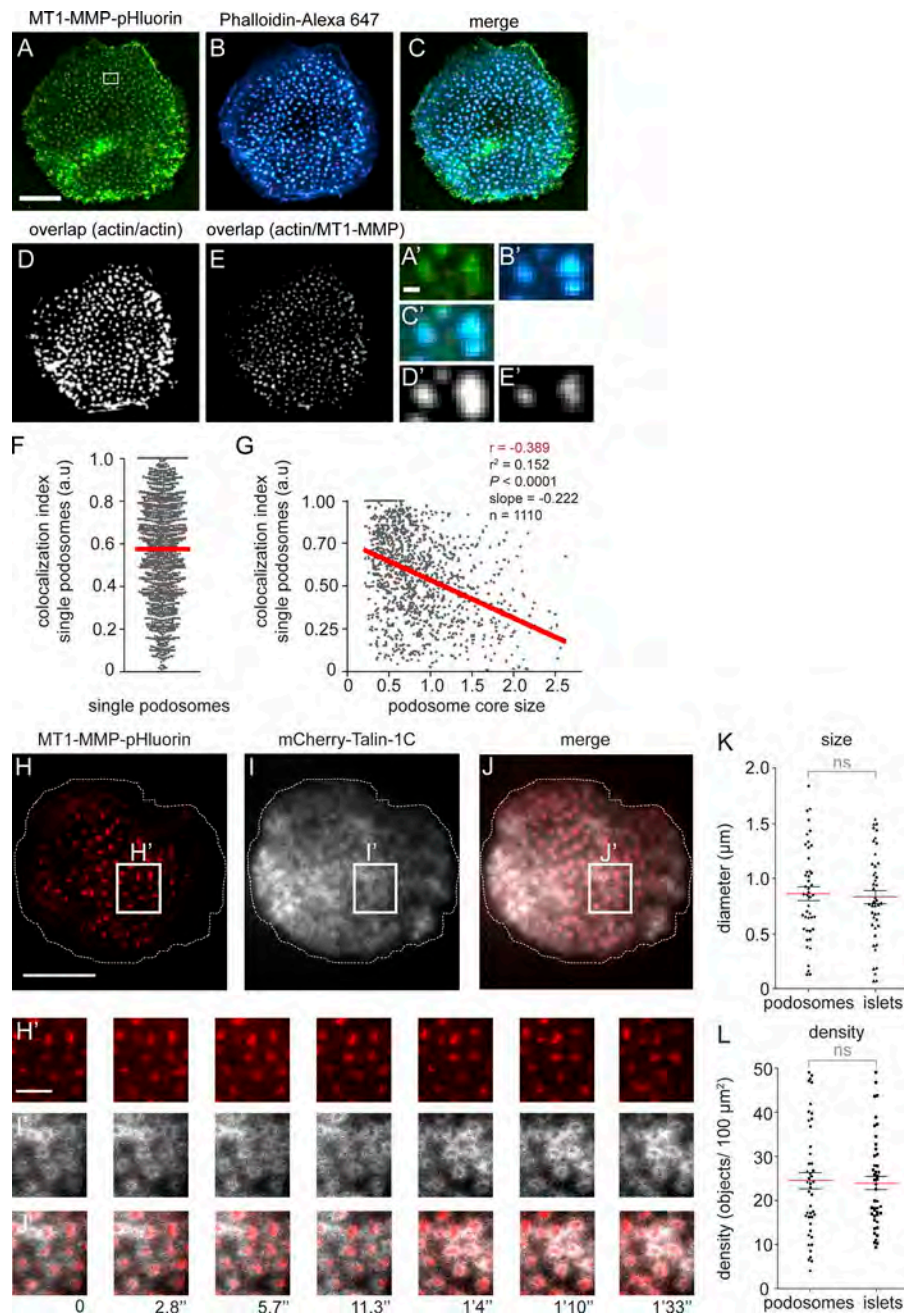 MT1-MMP-pHluorin Phalloidin-Alexa 647 merge
A B C
overlap (actin/actin) overlap (actin/MT1-MMP)
D E A' B'
C'
D' E'
F
colocalization index
single podosomes (a.u)
1.0
0.8
0.6
0.4
0.2
0
single podosomes
G
r = -0.389
r² = 0.152
P < 0.0001
slope = -0.222
n = 1110
colocalization index
single podosomes (a.u)
1.00
0.70
0.50
0.25
0
0 0.5 1.0 1.5 2.0 2.5
podosome core size
MT1-MMP-pHluorin mCherry-Talin-1C merge
H I J
H' I' J'
K size
ns
diameter (µm)
2.0
1.5
1.0
0.5
0
podosomes islets
H'
I'
J'
0 2.8" 5.7" 11.3" 1'4" 1'10" 1'33"
L density
ns
density (objects/ 100 µm²)
50
40
30
20
10
0
podosomes islets